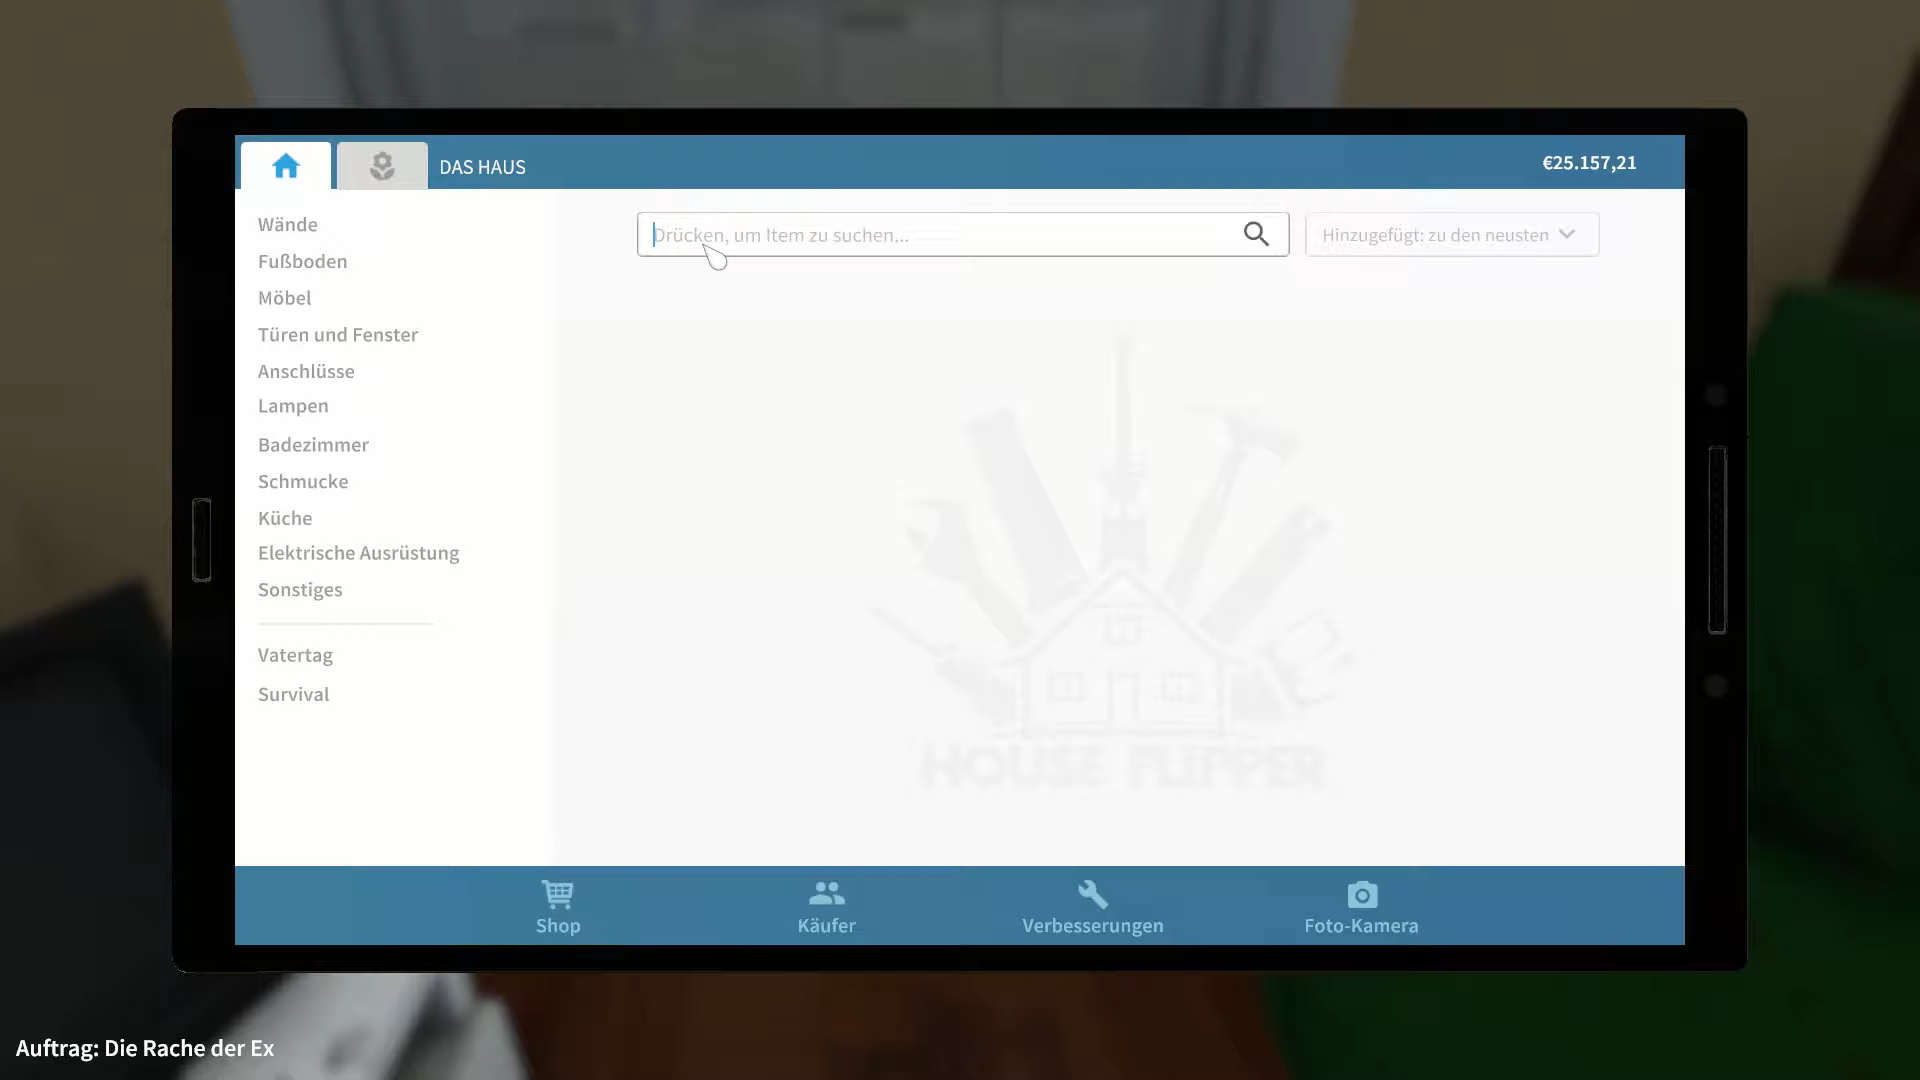 DAS HAUS
€25.157,21
Drücken, um Item zu suchen...
Hinzugefügt: zu den neusten
Wände
Fußboden
Möbel
Türen und Fenster
Anschlüsse
Lampen
Badezimmer
Schmucke
Küche
Elektrische Ausrüstung
Sonstiges
Vatertag
Survival
HOUSE FLIPPER
Shop
Käufer
Verbesserungen
Foto-Kamera
Auftrag: Die Rache der Ex